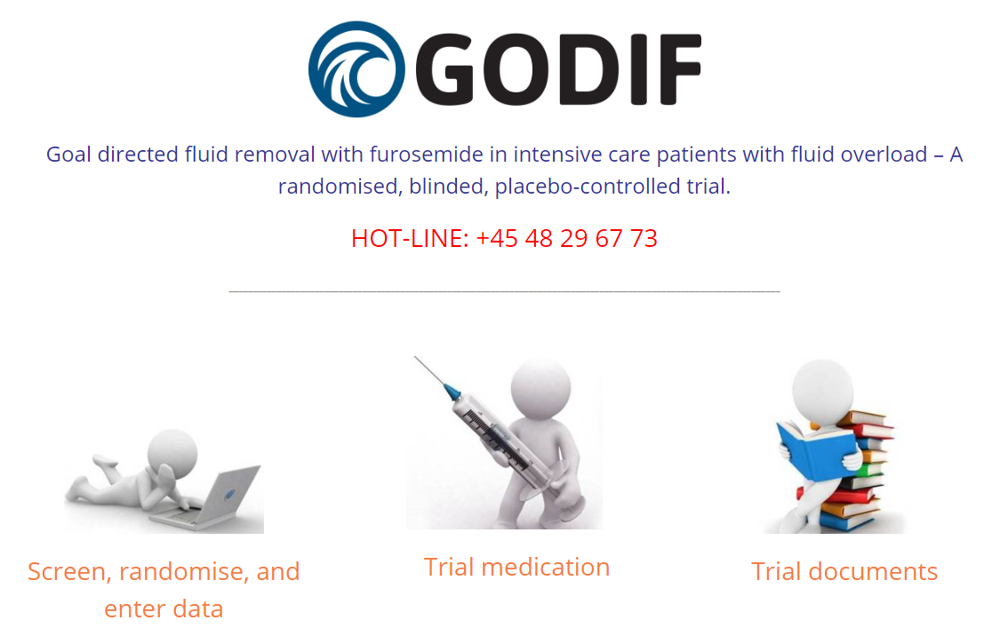 GODIF
Goal directed fluid removal with furosemide in intensive care patients with fluid overload – A
randomised, blinded, placebo-controlled trial.
HOT-LINE: +45 48 29 67 73
Screen, randomise, and
enter data
Trial medication
Trial documents